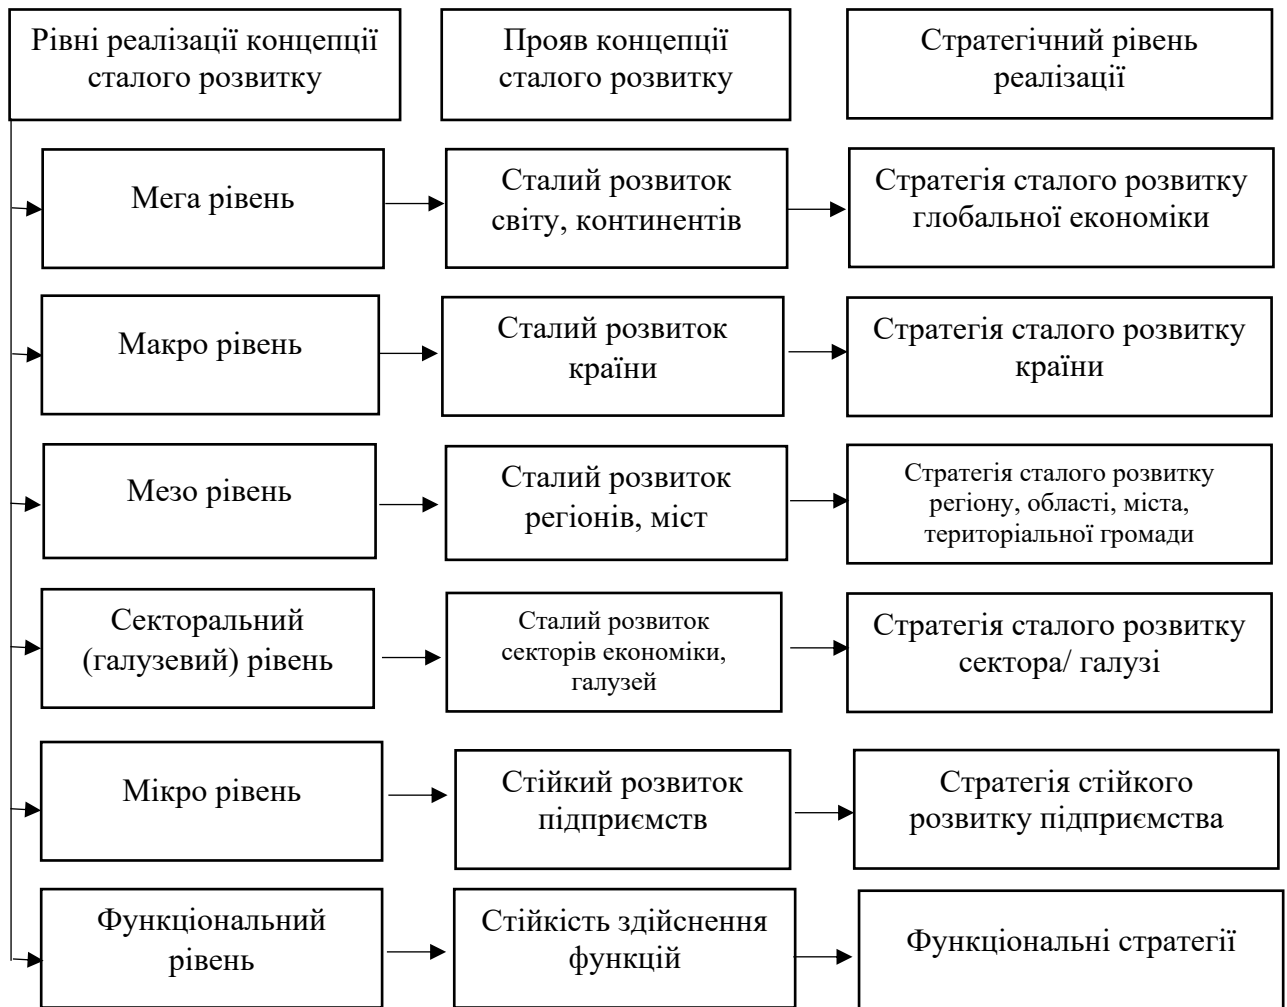 Рівні реалізації концепції
сталого розвитку
Прояв концепції
сталого розвитку
Стратегічний рівень
реалізації
Мега рівень
Сталий розвиток
світу, континентів
Стратегія сталого розвитку
глобальної економіки
Макро рівень
Сталий розвиток
країни
Стратегія сталого розвитку
країни
Мезо рівень
Сталий розвиток
регіонів, міст
Стратегія сталого розвитку
регіону, області, міста,
територіальної громади
Секторальний
(галузевий) рівень
Сталий розвиток
секторів економіки,
галузей
Стратегія сталого розвитку
сектора/ галузі
Мікро рівень
Стійкий розвиток
підприємств
Стратегія стійкого
розвитку підприємства
Функціональний
рівень
Стійкість здійснення
функцій
Функціональні стратегії